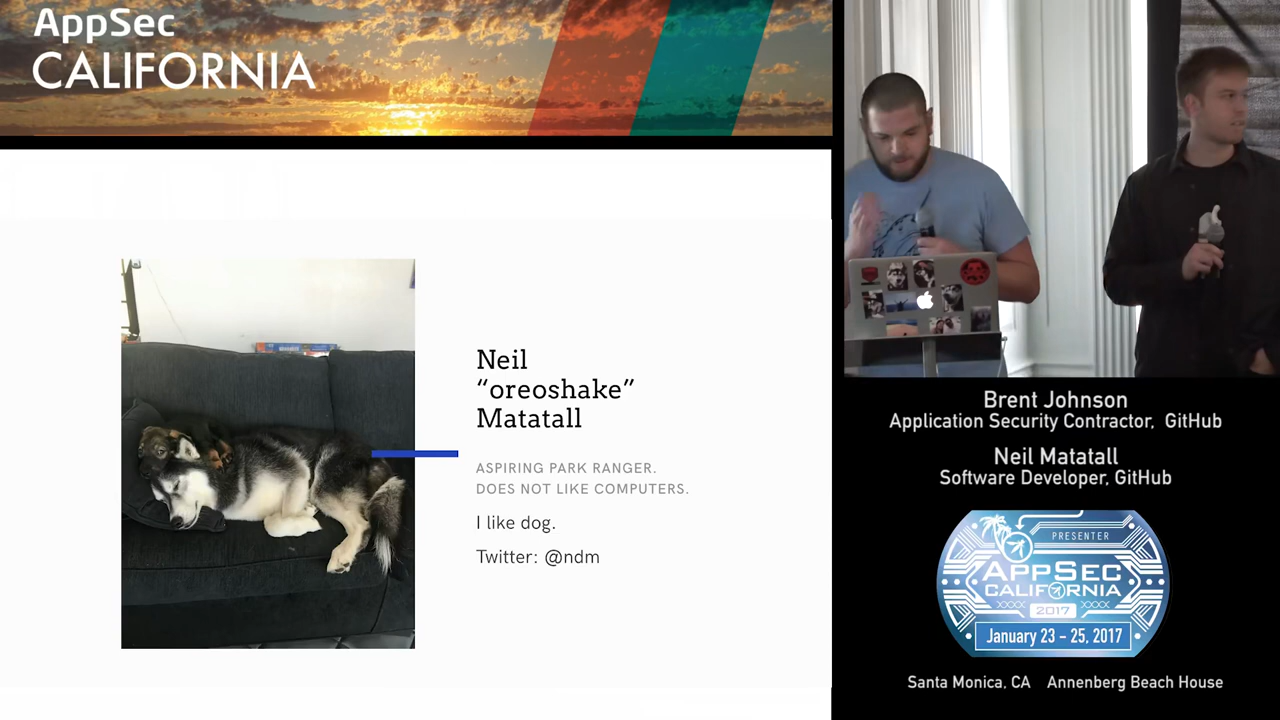 AppSec
CALIFORNIA
Neil
“oreoshake”
Matatall
ASPIRING PARK RANGER.
DOES NOT LIKE COMPUTERS.
I like dog.
Twitter: @ndm
Brent Johnson
Application Security Contractor, GitHub
Neil Matatall
Software Developer, GitHub
PRESENTER
APPSEC
CALIFORNIA
2017
January 23 – 25, 2017
Santa Monica, CA Annenberg Beach House